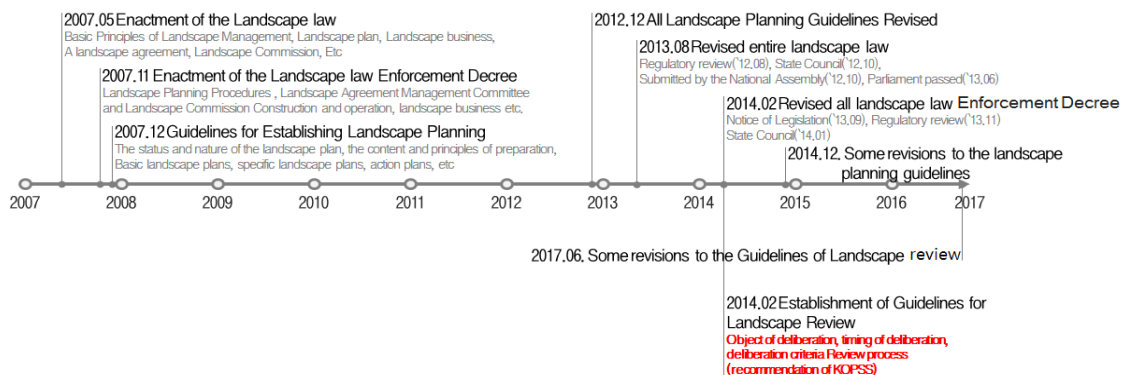 2007.05 Enactment of the Landscape law
Basic Principles of Landscape Management, Landscape plan, Landscape business,
A landscape agreement, Landscape Commission, Etc
2007.11 Enactment of the Landscape law Enforcement Decree
Landscape Planning Procedures , Landscape Agreement Management Committee
and Landscape Commission Construction and operation, landscape business etc.
2007.12 Guidelines for Establishing Landscape Planning
The status and nature of the landscape plan, the content and principles of preparation,
Basic landscape plans, specific landscape plans, action plans, etc
2012.12 All Landscape Planning Guidelines Revised
2013.08 Revised entire landscape law
Regulatory review(`12.08), State Council(`12.10),
Submitted by the National Assembly(`12.10), Parliament passed(`13.06)
2014.02 Revised all landscape law Enforcement Decree
Notice of Legislation(`13.09), Regulatory review(`13.11)
State Council(`14.01)
2014.12. Some revisions to the landscape
planning guidelines
2007 2008 2009 2010 2011 2012 2013 2014 2015 2016 2017
2017.06. Some revisions to the Guidelines of Landscape review
2014.02 Establishment of Guidelines for
Landscape Review
Object of deliberation, timing of deliberation,
deliberation criteria Review process
(recommendation of KOPSS)